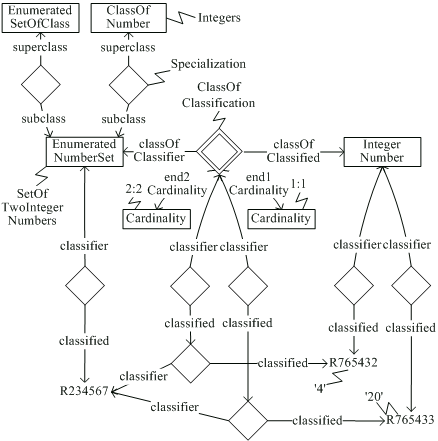 Enumerated
SetOfClass
ClassOf
Number
Integers
superclass
superclass
Specialization
ClassOf
Classification
subclass
subclass
Enumerated
NumberSet
classOf
Classifier
classOf
Classified
Integer
Number
SetOf
TwoInteger
Numbers
2:2
end2
Cardinality
end1
Cardinality
1:1
Cardinality
Cardinality
classifier
classifier
classifier
classifier
classifier
classified
classified
classified
classified
classified
classifier
classified
R765432
R234567
'4'
'20'
classifier
classified
R765433